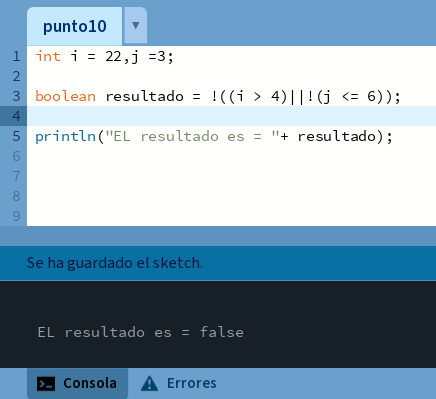 punto10 ▼
1 int i = 22,j =3;
2
3 boolean resultado = !((i > 4)||!(j <= 6));
4
5 println("EL resultado es = "+ resultado);
6
7
8
9
Se ha guardado el sketch.
EL resultado es = false
Consola Errores